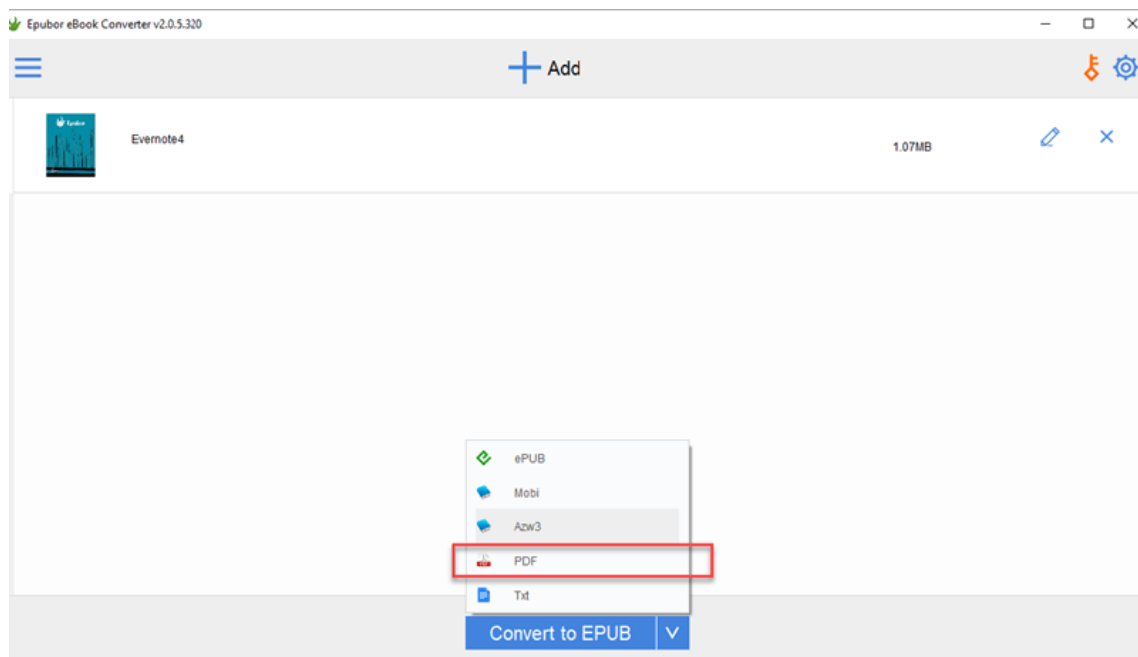 Epubor eBook Converter v2.0.5.320
Add
Epubor
Evernote4
1.07MB
ePUB
Mobi
Azw3
PDF
Txt
Convert to EPUB